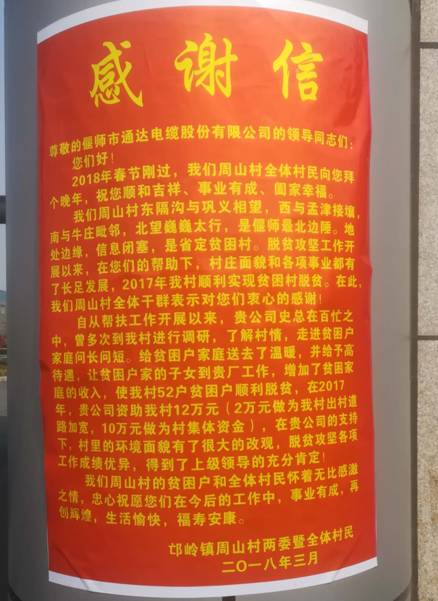 感谢信
尊敬的偃师市通达电缆股份有限公司的领导同志们：
您们好！
2018年春节刚过，我们周山村全体村民向您拜
个晚年，祝您顺和吉祥、事业有成、阖家幸福。
我们周山村东隔沟与巩义相望，西与孟津接壤，
南与牛庄毗邻，北望巍巍太行，是偃师最北边陲。地
处边缘，信息闭塞，是省定贫困村。脱贫攻坚工作开
展以来，在您们的帮助下，村庄面貌和各项事业都有
了长足发展，2017年我村顺利实现贫困村脱贫。在此，
我们周山村全体干群表示对您们衷心的感谢！
自从帮扶工作开展以来，贵公司史总在百忙之
中，曾多次到我村进行调研，了解村情，走进贫困户
家庭问长问短。给贫困户家庭送去了温暖，并给予高
待遇，让贫困户家的子女到贵厂工作，增加了贫困家
庭的收入，使我村52户贫困户顺利脱贫，在2017
年，贵公司资助我村12万元（2万元做为我村出村道
路加宽，10万元做为村集体资金），在贵公司的支持
下，村里的环境面貌有了很大的改观，脱贫攻坚各项
工作成绩优异，得到了上级领导的充分肯定！
我们周山村的贫困户和全体村民怀着无比感激
之情，忠心祝愿您们在今后的工作中，事业有成，再
创辉煌，生活愉快，福寿安康。
邙岭镇周山村两委暨全体村民
二〇一八年三月